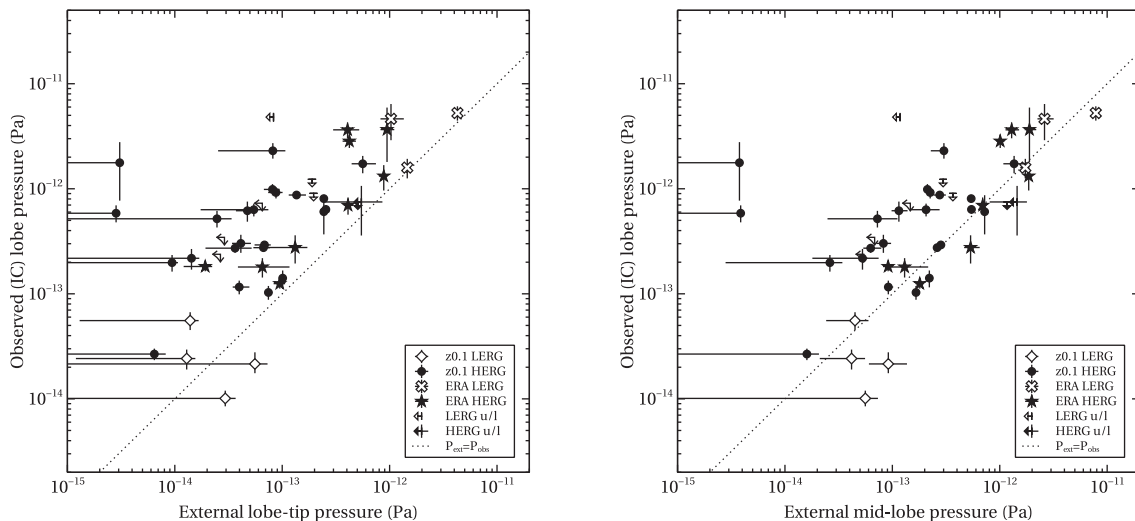 10⁻¹⁵ 10⁻¹⁴ 10⁻¹³ 10⁻¹² 10⁻¹¹
External lobe-tip pressure (Pa)
10⁻¹⁴
10⁻¹³
10⁻¹²
10⁻¹¹
Observed (IC) lobe pressure (Pa)
z0.1 LERG
z0.1 HERG
ERA LERG
ERA HERG
LERG u/l
HERG u/l
P_ext=P_obs
10⁻¹⁵ 10⁻¹⁴ 10⁻¹³ 10⁻¹² 10⁻¹¹
External mid-lobe pressure (Pa)
10⁻¹⁴
10⁻¹³
10⁻¹²
10⁻¹¹
Observed (IC) lobe pressure (Pa)
z0.1 LERG
z0.1 HERG
ERA LERG
ERA HERG
LERG u/l
HERG u/l
P_ext=P_obs